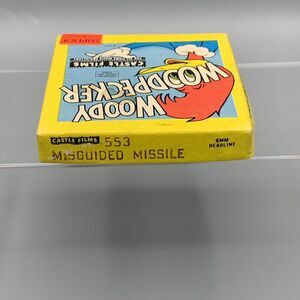 WOODY
WOODPECKER
CASTLE FILMS
CASTLE FILMS 553
MISGUIDED MISSILE
8MM
HEADLINE